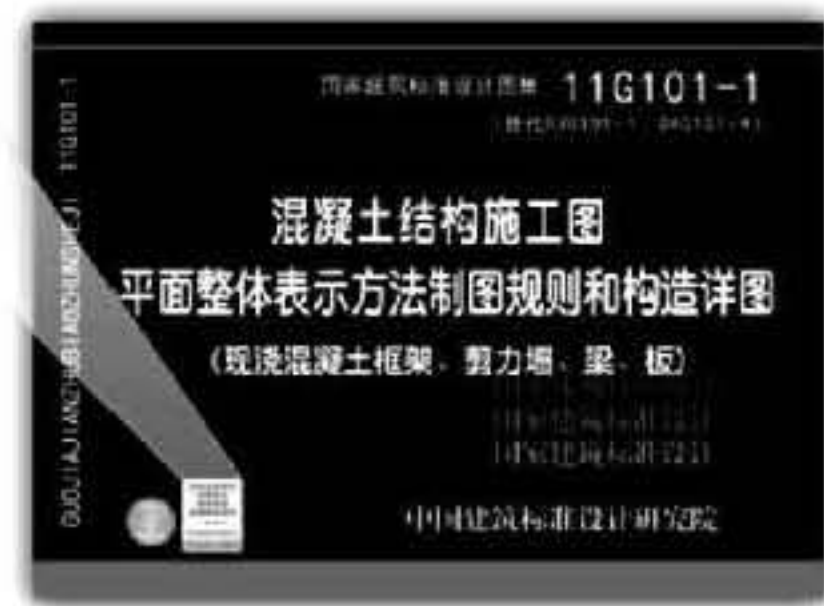 国家建筑标准设计图集 11G101-1
混凝土结构施工图
平面整体表示方法制图规则和构造详图
(现浇混凝土框架、剪力墙、梁、板)
中国建筑标准设计研究院
GUOJIAJIANZHUBIAOZHUNSHEJI 11G101-1